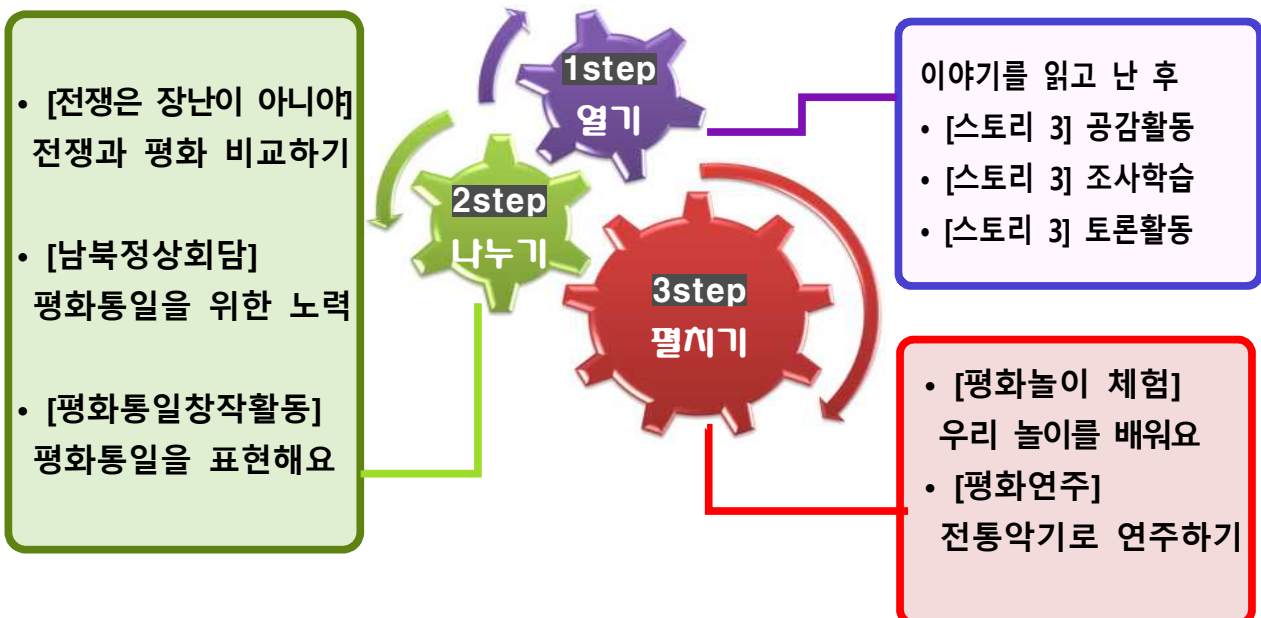 1step
열기
이야기를 읽고 난 후
• [스토리 3] 공감활동
• [스토리 3] 조사학습
• [스토리 3] 토론활동
2step
나누기
• [전쟁은 장난이 아니야]
전쟁과 평화 비교하기
• [남북정상회담]
평화통일을 위한 노력
• [평화통일창작활동]
평화통일을 표현해요
3step
펼치기
• [평화놀이 체험]
우리 놀이를 배워요
• [평화연주]
전통악기로 연주하기